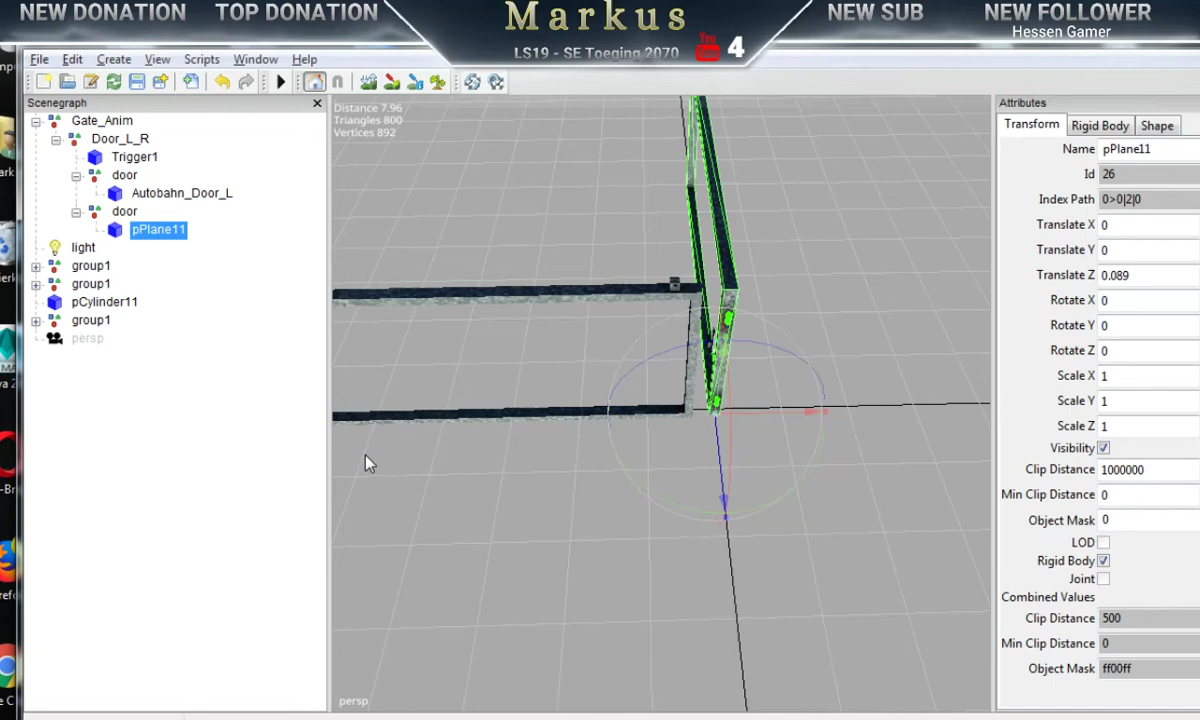 NEW DONATION
TOP DONATION
Markus
NEW SUB
NEW FOLLOWER
Hessen Gamer
LS19 - SE Toeging 2070
You
4
File Edit Create View Scripts Window Help
Scenegraph
Gate_Anim
Door_L_R
Trigger1
door
Autobahn_Door_L
door
pPlane11
light
group1
group1
pCylinder11
group1
persp
Distance 7.96
Triangles 800
Vertices 892
persp
Attributes
Transform Rigid Body Shape
Name pPlane11
Id 26
Index Path 0>0|2|0
Translate X 0
Translate Y 0
Translate Z 0.089
Rotate X 0
Rotate Y 0
Rotate Z 0
Scale X 1
Scale Y 1
Scale Z 1
Visibility
Clip Distance 1000000
Min Clip Distance 0
Object Mask 0
LOD
Rigid Body
Joint
Combined Values
Clip Distance 500
Min Clip Distance 0
Object Mask ff00ff